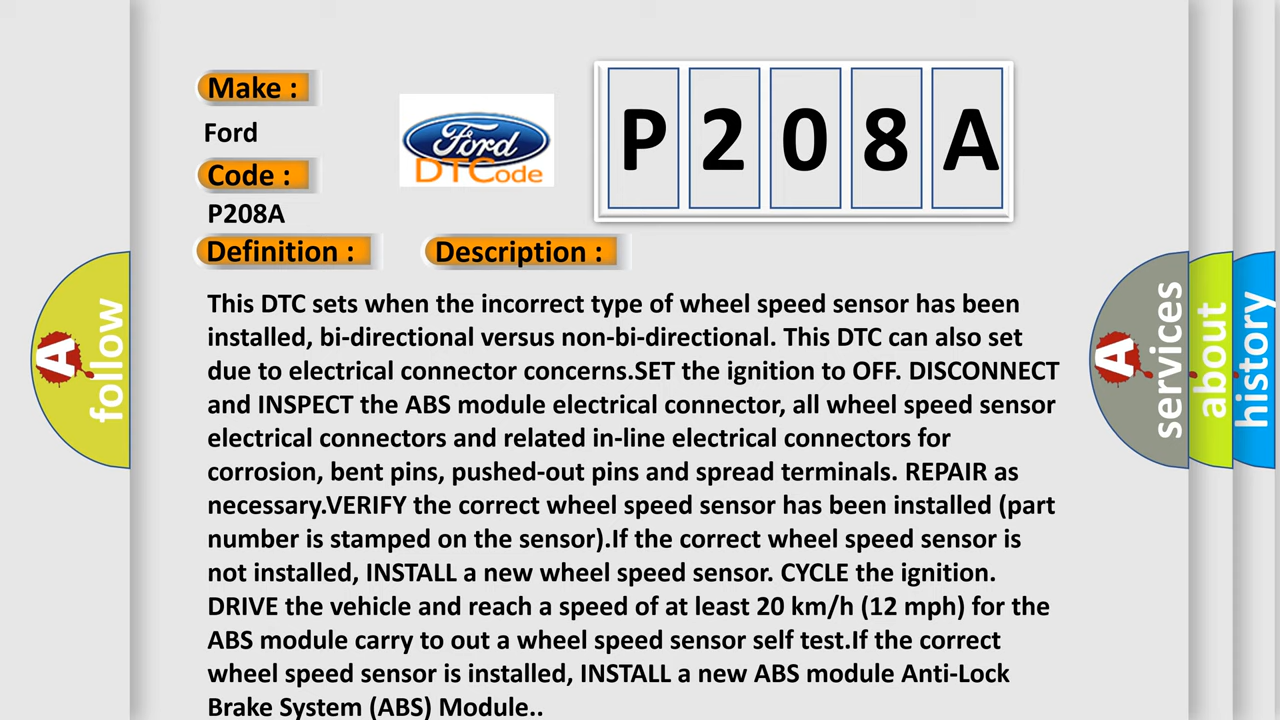 Make :
Ford
Code :
P208A
Ford
DTCode
P208A
Definition :
Description :
This DTC sets when the incorrect type of wheel speed sensor has been
installed, bi-directional versus non-bi-directional. This DTC can also set
due to electrical connector concerns.SET the ignition to OFF. DISCONNECT
and INSPECT the ABS module electrical connector, all wheel speed sensor
electrical connectors and related in-line electrical connectors for
corrosion, bent pins, pushed-out pins and spread terminals. REPAIR as
necessary.VERIFY the correct wheel speed sensor has been installed (part
number is stamped on the sensor).If the correct wheel speed sensor is
not installed, INSTALL a new wheel speed sensor. CYCLE the ignition.
DRIVE the vehicle and reach a speed of at least 20 km/h (12 mph) for the
ABS module carry to out a wheel speed sensor self test.If the correct
wheel speed sensor is installed, INSTALL a new ABS module Anti-Lock
Brake System (ABS) Module..
A
follow
A
services
about
history